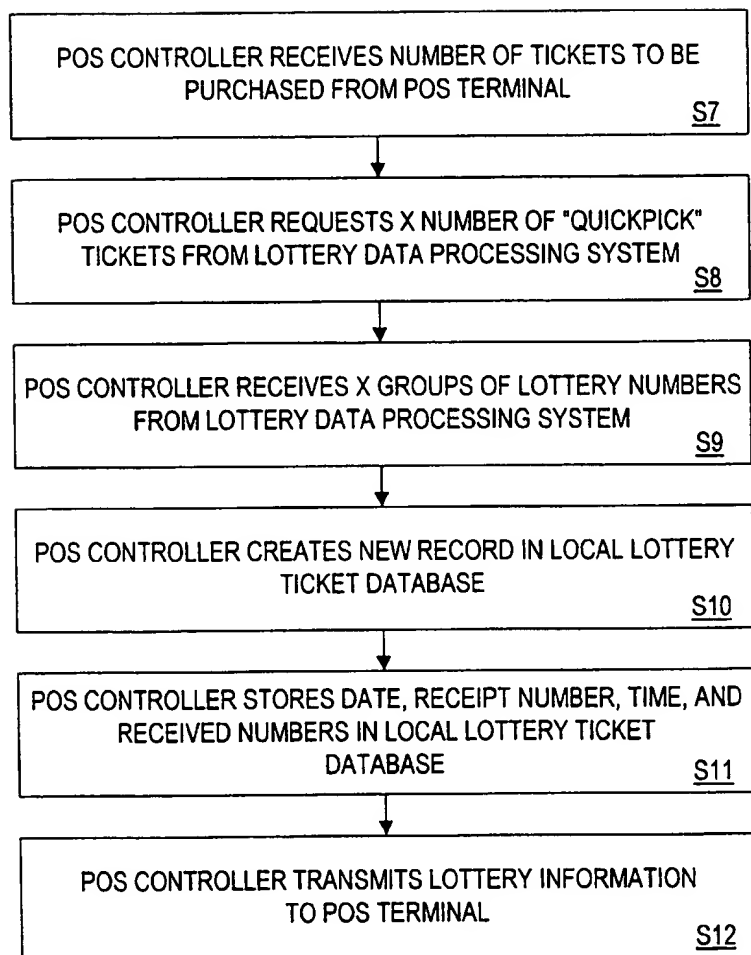 POS CONTROLLER RECEIVES NUMBER OF TICKETS TO BE
PURCHASED FROM POS TERMINAL
S7
POS CONTROLLER REQUESTS X NUMBER OF "QUICKPICK"
TICKETS FROM LOTTERY DATA PROCESSING SYSTEM
S8
POS CONTROLLER RECEIVES X GROUPS OF LOTTERY NUMBERS
FROM LOTTERY DATA PROCESSING SYSTEM
S9
POS CONTROLLER CREATES NEW RECORD IN LOCAL LOTTERY
TICKET DATABASE
S10
POS CONTROLLER STORES DATE, RECEIPT NUMBER, TIME, AND
RECEIVED NUMBERS IN LOCAL LOTTERY TICKET
DATABASE
S11
POS CONTROLLER TRANSMITS LOTTERY INFORMATION
TO POS TERMINAL
S12